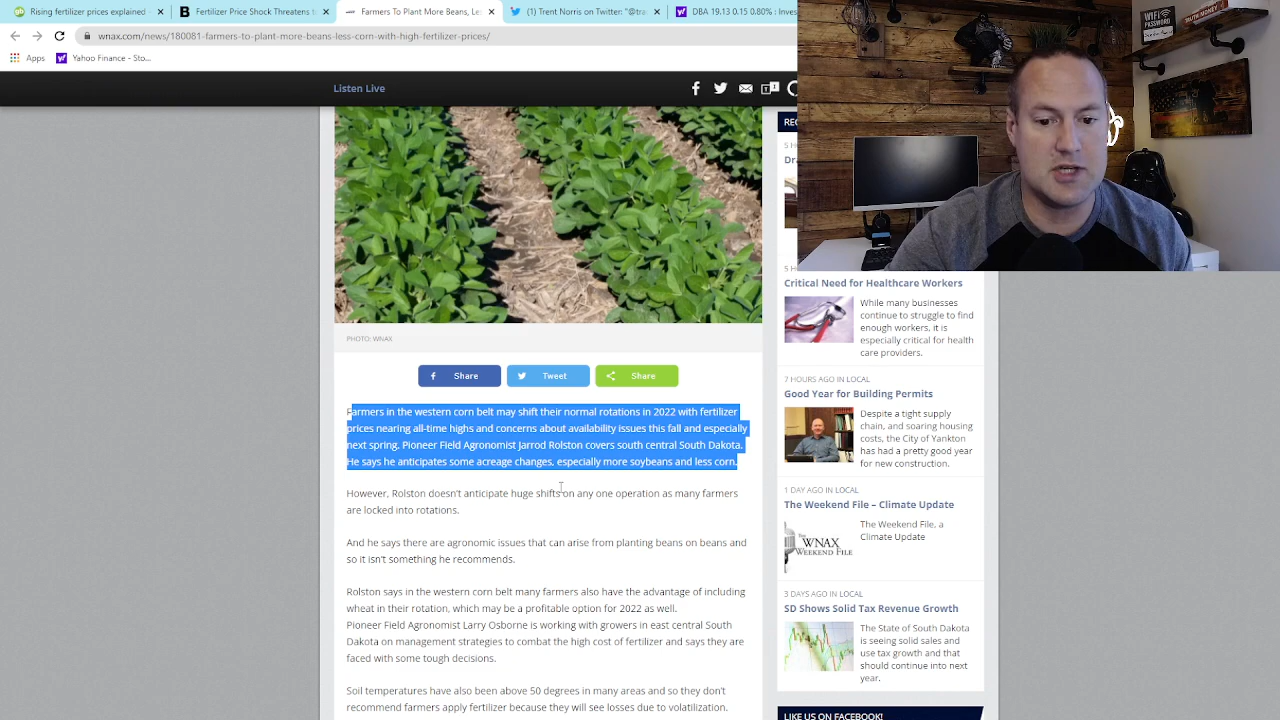 Rising fertilizer prices explained -
Fertilizer Price Shock Threatens t
Farmers To Plant More Beans, Les
Trent Norris on Twitter: "@tra
DBA 19.13 0.15 0.80% : Inves
wnax.com/news/180081-farmers-to-plant-more-beans-less-corn-with-high-fertilizer-prices/
Apps
Yahoo Finance - Sto...
Listen Live
WIFI
PASSWORD
TRUTH MONEY
PHOTO: WNAX
Share
Tweet
Share
Farmers in the western corn belt may shift their normal rotations in 2022 with fertilizer
prices nearing all-time highs and concerns about availability issues this fall and especially
next spring. Pioneer Field Agronomist Jarrod Rolston covers south central South Dakota.
He says he anticipates some acreage changes, especially more soybeans and less corn.
However, Rolston doesn't anticipate huge shifts on any one operation as many farmers
are locked into rotations.
And he says there are agronomic issues that can arise from planting beans on beans and
so it isn't something he recommends.
Rolston says in the western corn belt many farmers also have the advantage of including
wheat in their rotation, which may be a profitable option for 2022 as well.
Pioneer Field Agronomist Larry Osborne is working with growers in east central South
Dakota on management strategies to combat the high cost of fertilizer and says they are
faced with some tough decisions.
Soil temperatures have also been above 50 degrees in many areas and so they don't
recommend farmers apply fertilizer because they will see losses due to volatilization.
REC
5 H
Dra
5 H
Critical Need for Healthcare Workers
While many businesses
continue to struggle to find
enough workers, it is
especially critical for health
care providers.
7 HOURS AGO IN LOCAL
Good Year for Building Permits
Despite a tight supply
chain, and soaring housing
costs, the City of Yankton
has had a pretty good year
for new construction.
1 DAY AGO IN LOCAL
The Weekend File – Climate Update
The WNAX
WEEKEND FILE
The Weekend File, a
Climate Update
3 DAYS AGO IN LOCAL
SD Shows Solid Tax Revenue Growth
The State of South Dakota
is seeing solid sales and
use tax growth and that
should continue into next
year.
LIKE US ON FACEBOOK!